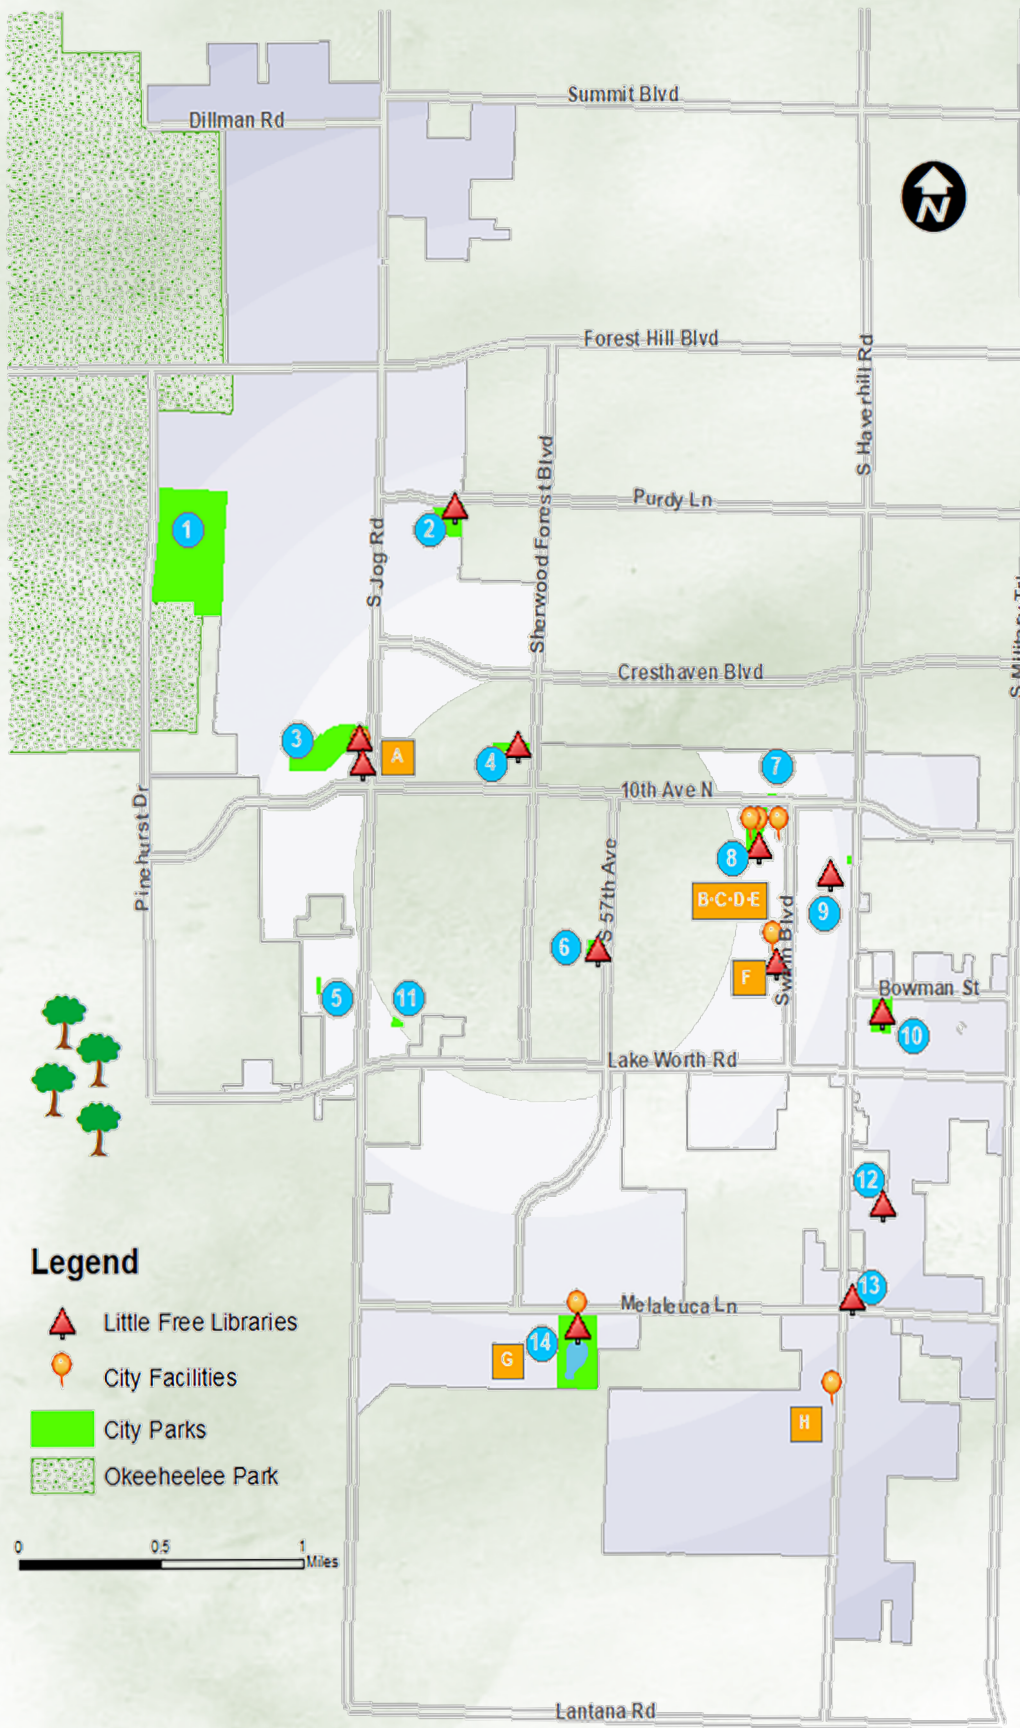 Summit Blvd
Dillman Rd
N
Forest Hill Blvd
S Haverhill Rd
Sherwood Forest Blvd
Purdy Ln
1
2
S Jog Rd
S Military Trl
Cresthaven Blvd
3
A
4
7
10th Ave N
Pinehurst Dr
8
S 57th Ave
B·C·D·E
9
6
Swain Blvd
F
5
11
Bowman St
10
Lake Worth Rd
12
13
Legend
Little Free Libraries
City Facilities
City Parks
Okeeheelee Park
Melaleuca Ln
14
G
H
0 0.5 1
Miles
Lantana Rd